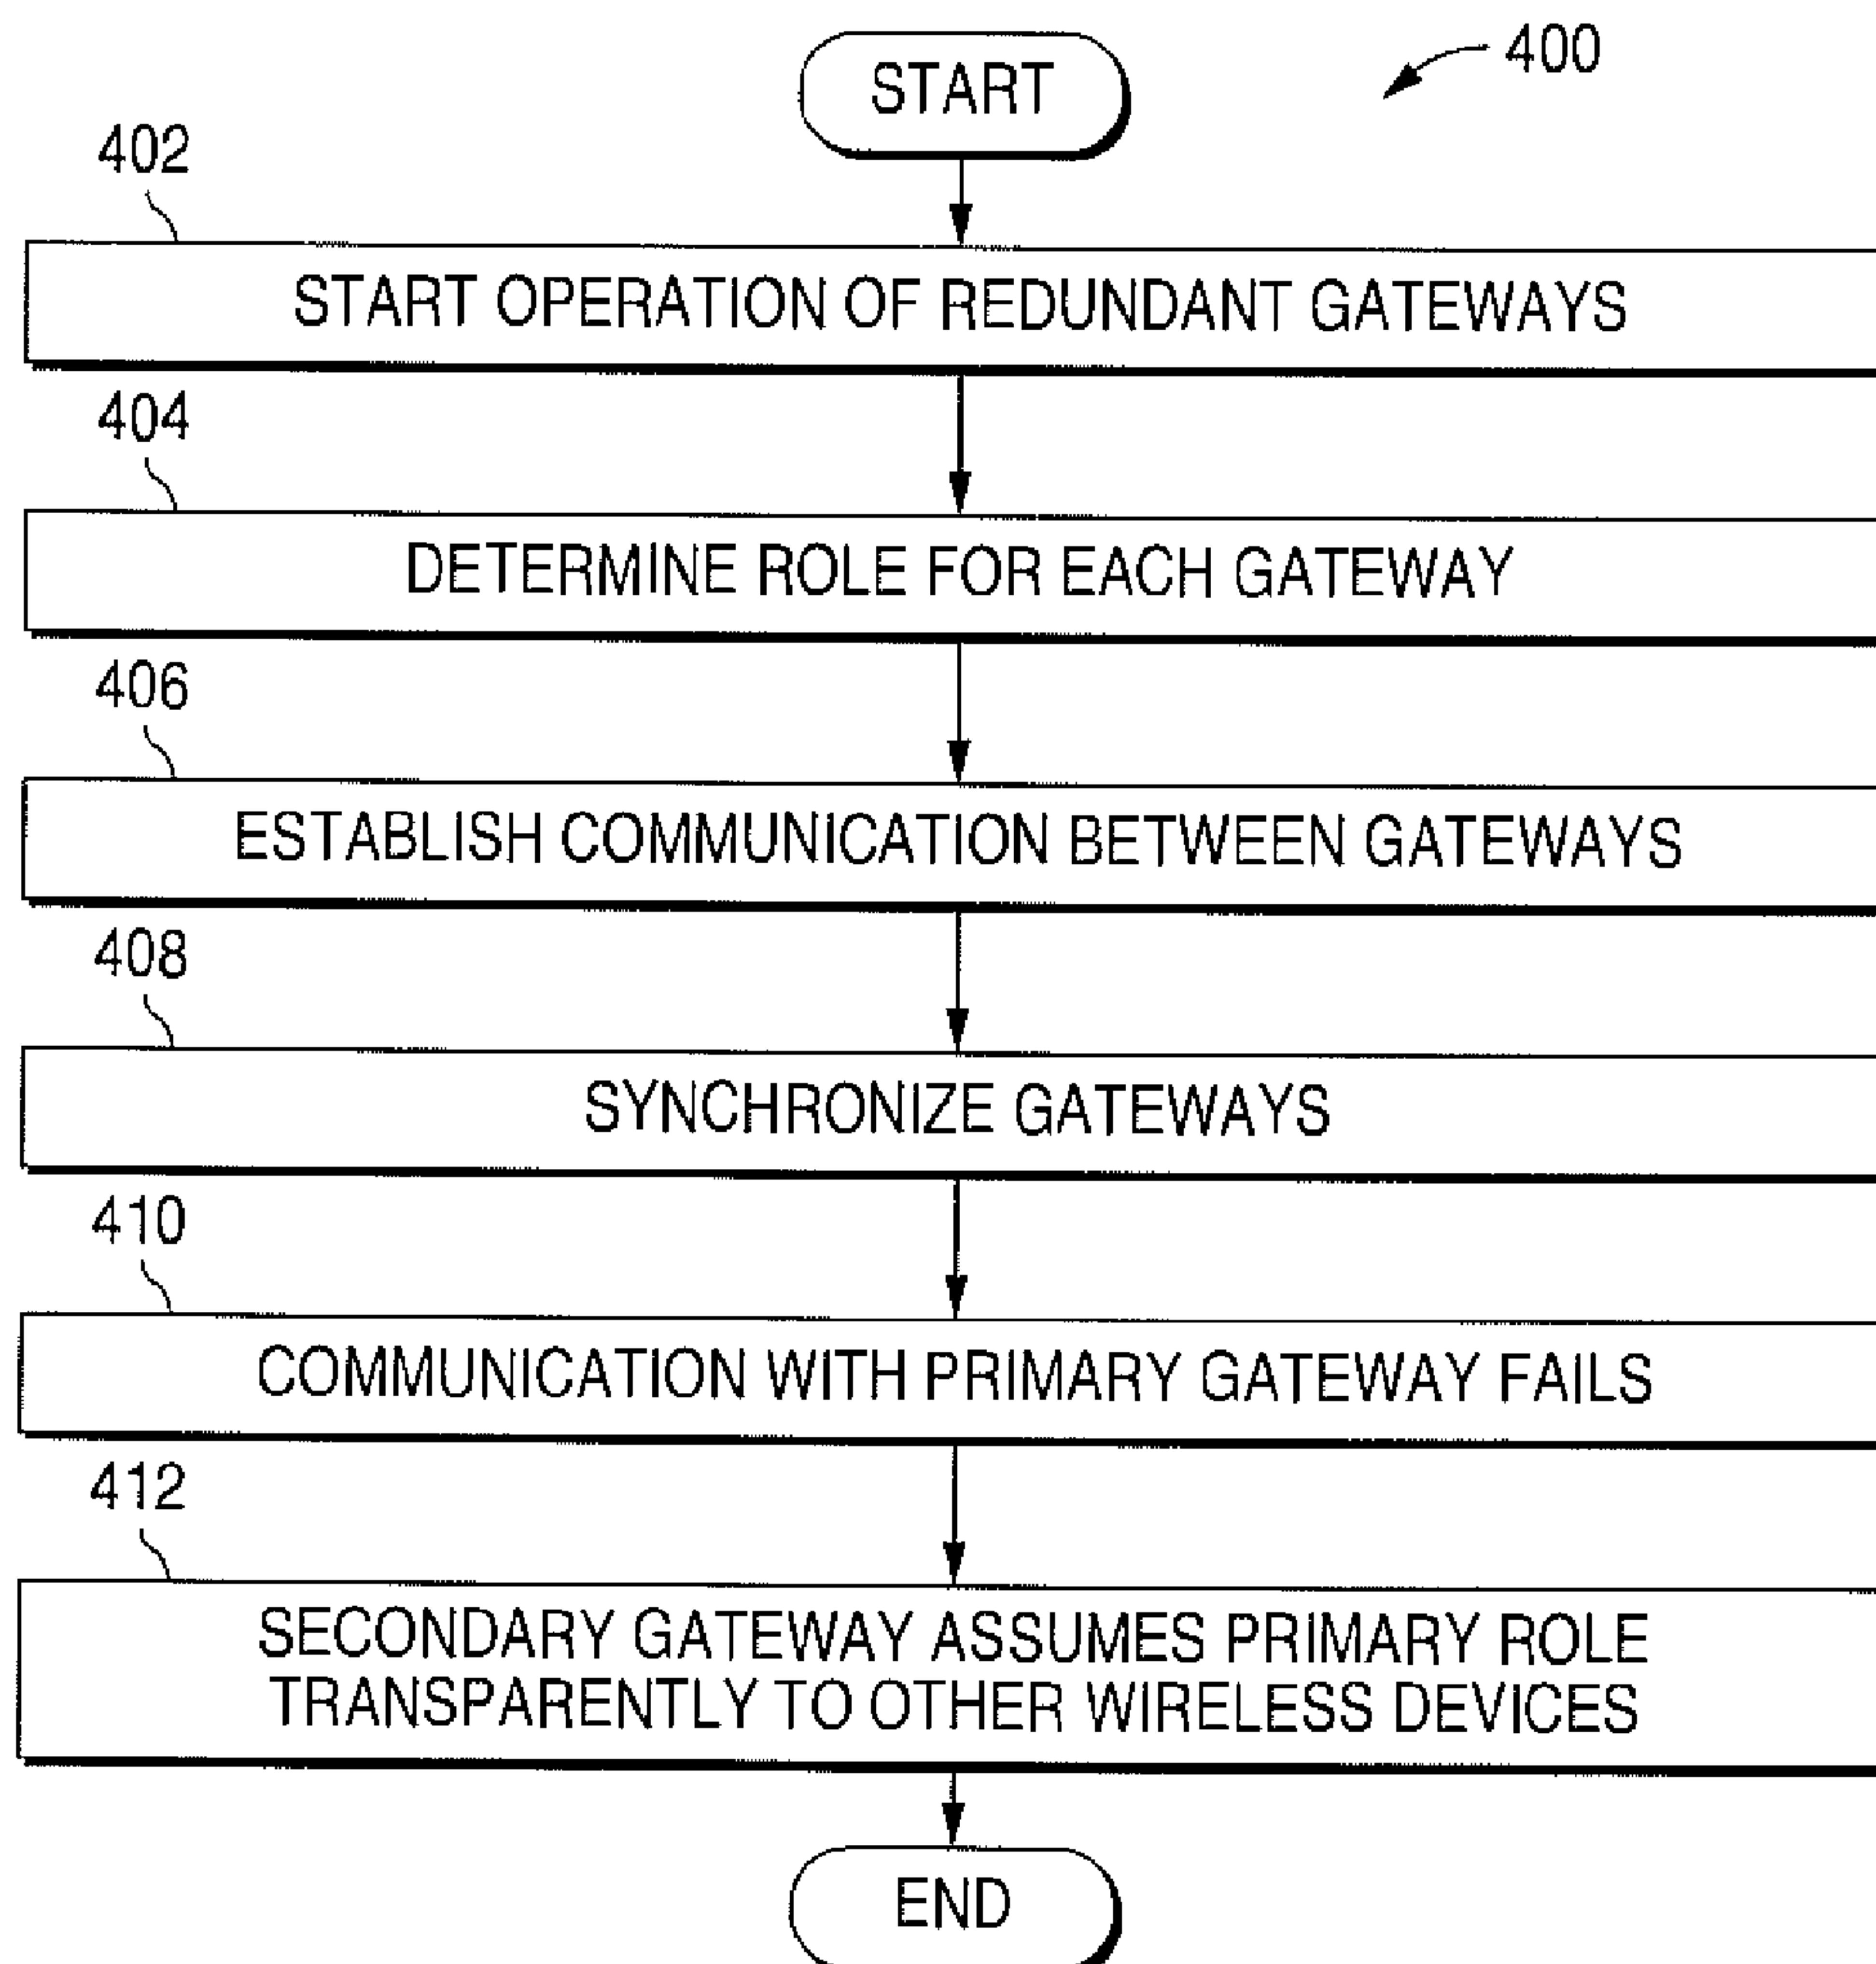 START
400
402
START OPERATION OF REDUNDANT GATEWAYS
404
DETERMINE ROLE FOR EACH GATEWAY
406
ESTABLISH COMMUNICATION BETWEEN GATEWAYS
408
SYNCHRONIZE GATEWAYS
410
COMMUNICATION WITH PRIMARY GATEWAY FAILS
412
SECONDARY GATEWAY ASSUMES PRIMARY ROLE
TRANSPARENTLY TO OTHER WIRELESS DEVICES
END